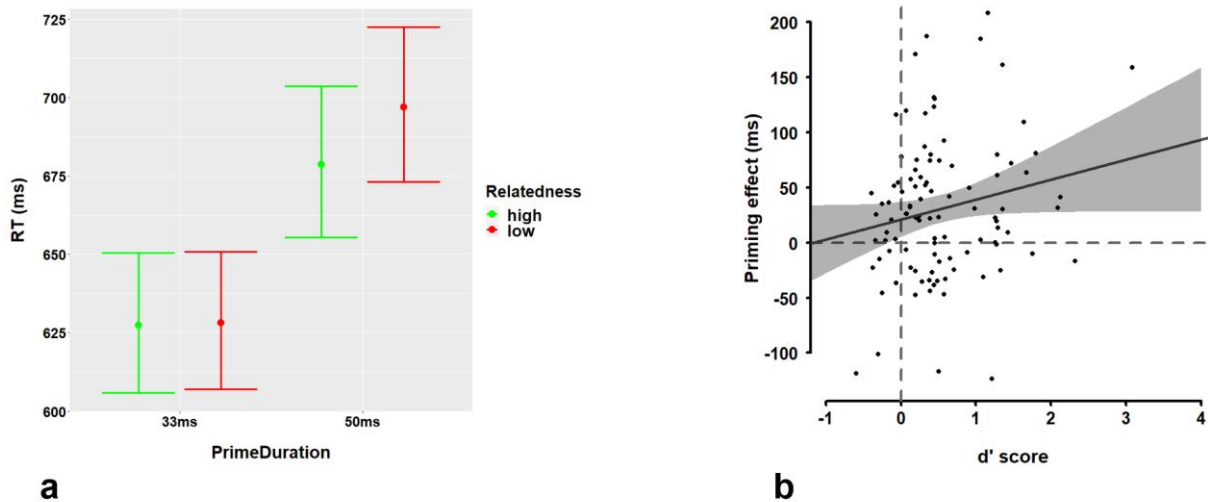 725
700
675
650
625
600
RT (ms)
33ms
50ms
PrimeDuration
Relatedness
high
low
a
200
150
100
50
0
-50
-100
Priming effect (ms)
-1
0
1
2
3
4
d' score
b